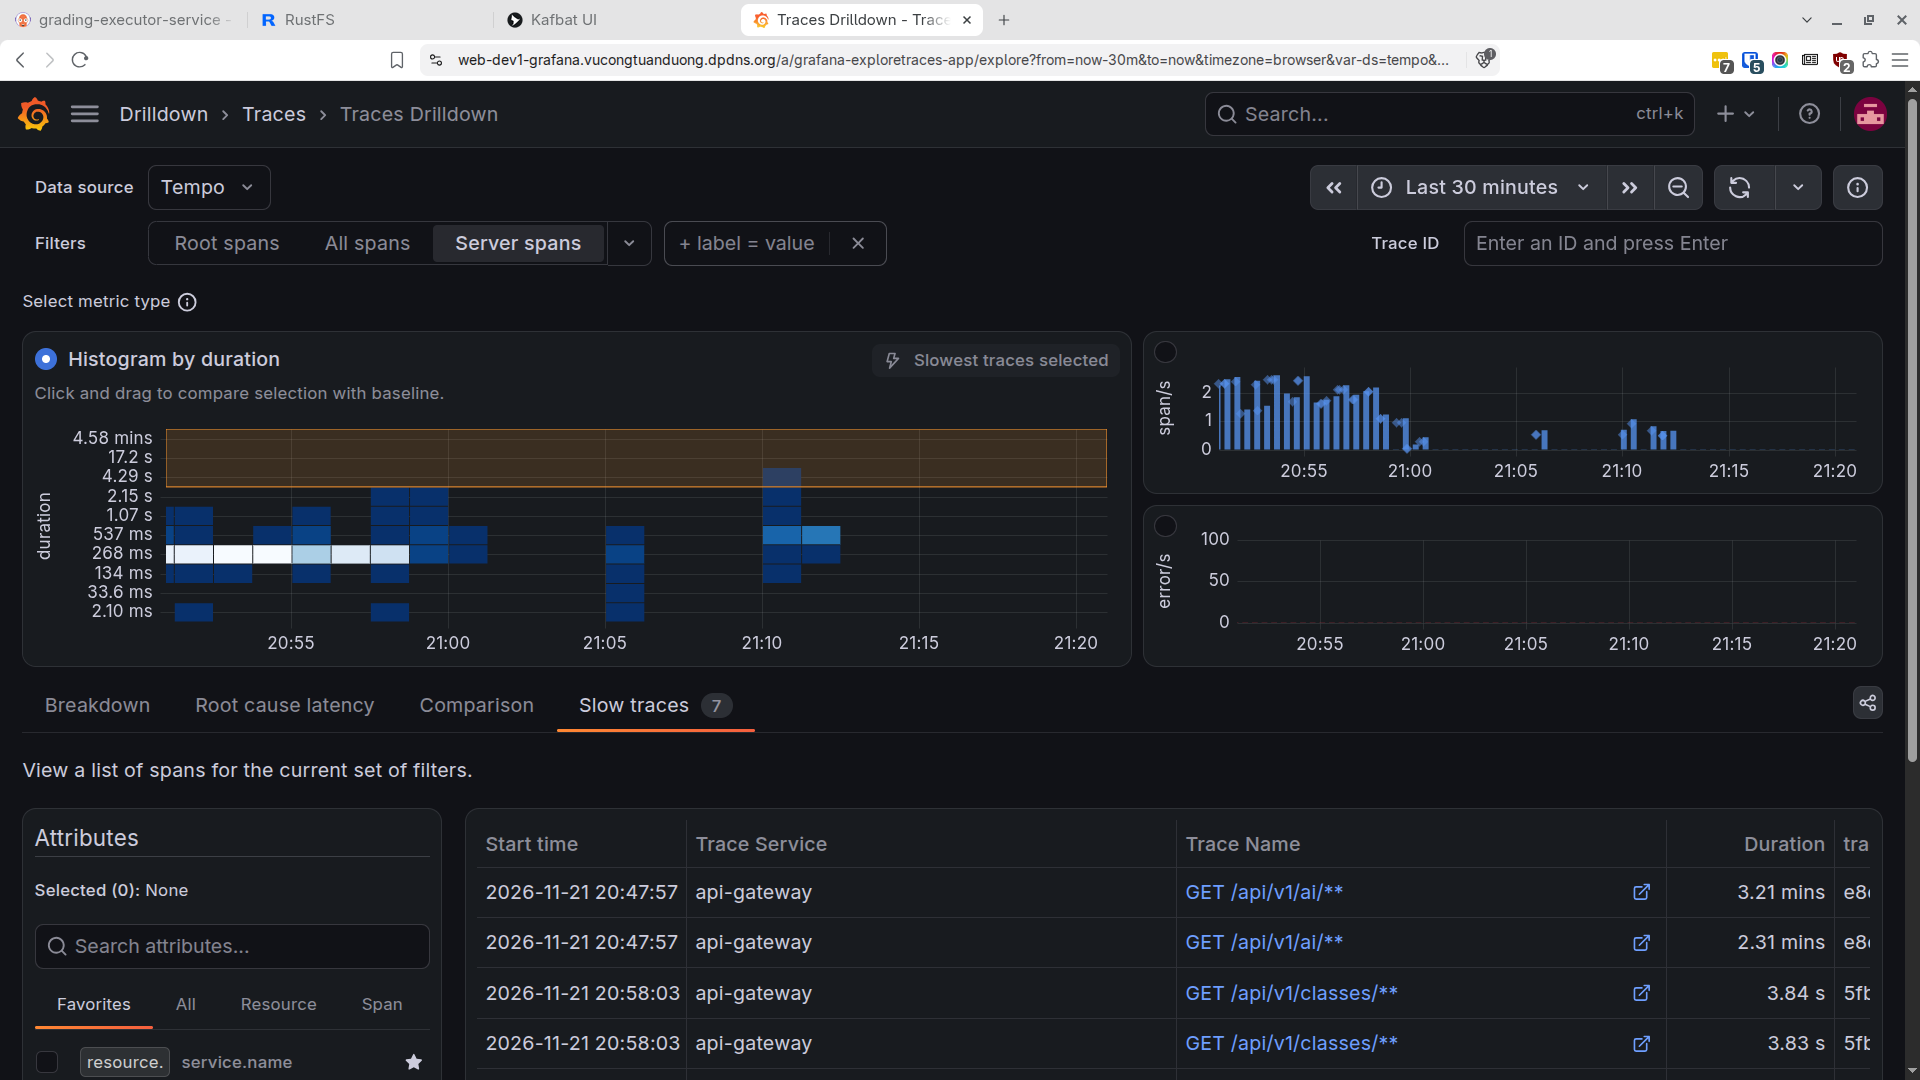 grading-executor-service -
RustFS
Kafbat UI
Traces Drilldown - Trac
web-dev1-grafana.vucongtuanduong.dpdns.org/a/grafana-exploretraces-app/explore?from=now-30m&to=now&timezone=browser&var-ds=tempo&...
1
7
5
2
Drilldown
Traces
Traces Drilldown
Search...
ctrl+k
Data source
Tempo
Last 30 minutes
Filters
Root spans
All spans
Server spans
+ label = value
Trace ID
Enter an ID and press Enter
Select metric type
Histogram by duration
Slowest traces selected
Click and drag to compare selection with baseline.
duration
4.58 mins
17.2 s
4.29 s
2.15 s
1.07 s
537 ms
268 ms
134 ms
33.6 ms
2.10 ms
20:55
21:00
21:05
21:10
21:15
21:20
span/s
2
1
0
20:55
21:00
21:05
21:10
21:15
21:20
error/s
100
50
0
20:55
21:00
21:05
21:10
21:15
21:20
Breakdown
Root cause latency
Comparison
Slow traces
7
View a list of spans for the current set of filters.
Attributes
Selected (0): None
Search attributes...
Favorites
All
Resource
Span
resource.
service.name
Start time
Trace Service
Trace Name
Duration
tra
2026-11-21 20:47:57
api-gateway
GET /api/v1/ai/**
3.21 mins
e8
2026-11-21 20:47:57
api-gateway
GET /api/v1/ai/**
2.31 mins
e8
2026-11-21 20:58:03
api-gateway
GET /api/v1/classes/**
3.84 s
5f
2026-11-21 20:58:03
api-gateway
GET /api/v1/classes/**
3.83 s
5f